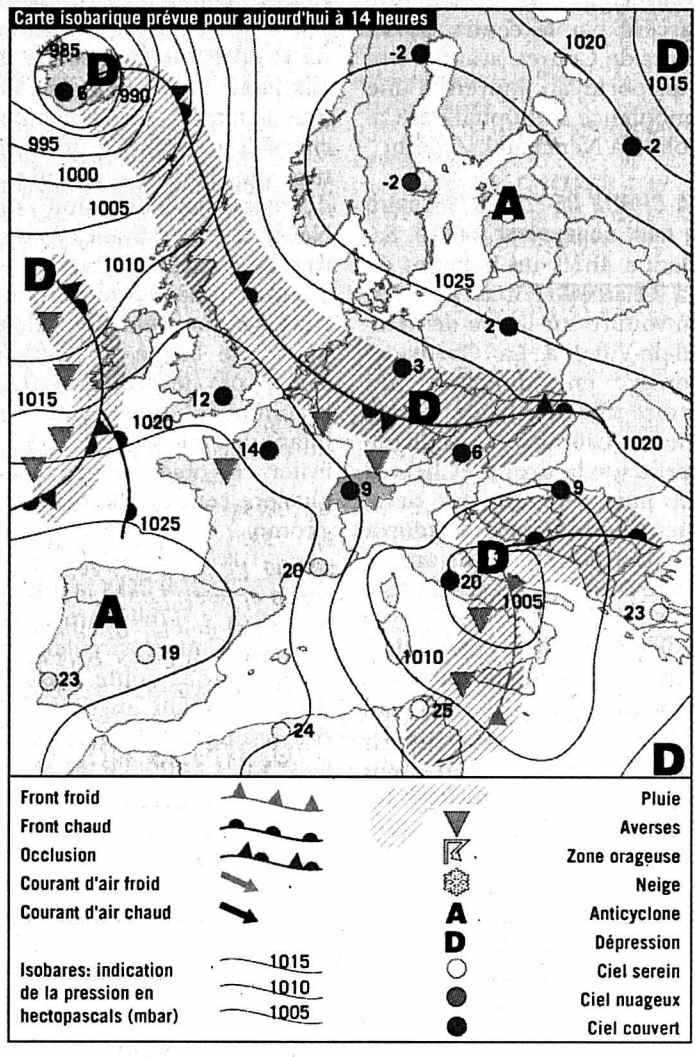 Carte isobarique prévue pour aujourd'hui à 14 heures
985
D
6
990
995
1000
1005
1010
-2
1020
D
1015
-2
-2
A
1025
2
D
1015
12
3
D
1020
14
6
1020
9
9
1025
20
D
20
1005
23
A
19
23
1010
25
24
D
Front froid
Front chaud
Occlusion
Courant d'air froid
Courant d'air chaud
Isobares: indication
de la pression en
hectopascals (mbar)
1015
1010
1005
Pluie
Averses
Zone orageuse
Neige
A Anticyclone
D Dépression
Ciel serein
Ciel nuageux
Ciel couvert